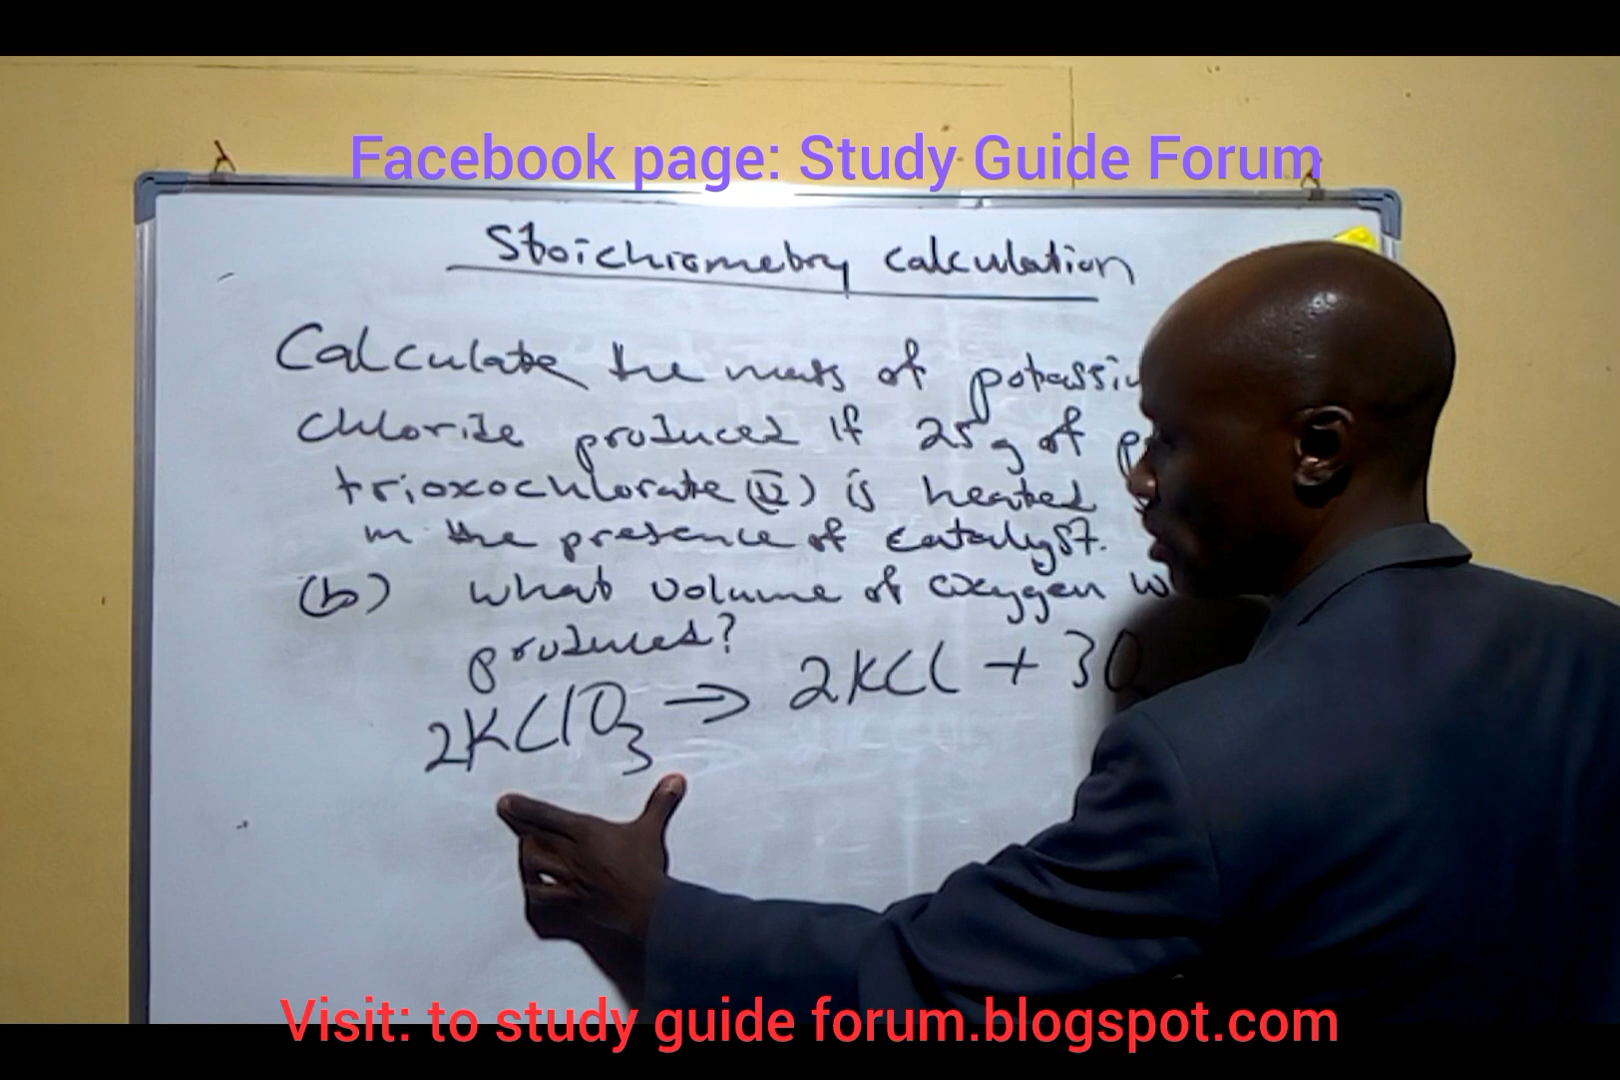 Facebook page: Study Guide Forum
Stoichiometry calculation
Calculate the mass of potassiu
chloride produced if 25g of p
trioxochlorate (V) is heated
in the presence of catalyst.
(b) what volume of oxygen w
produced?
2KClO3 → 2KCl + 3O
Visit: to study guide forum.blogspot.com